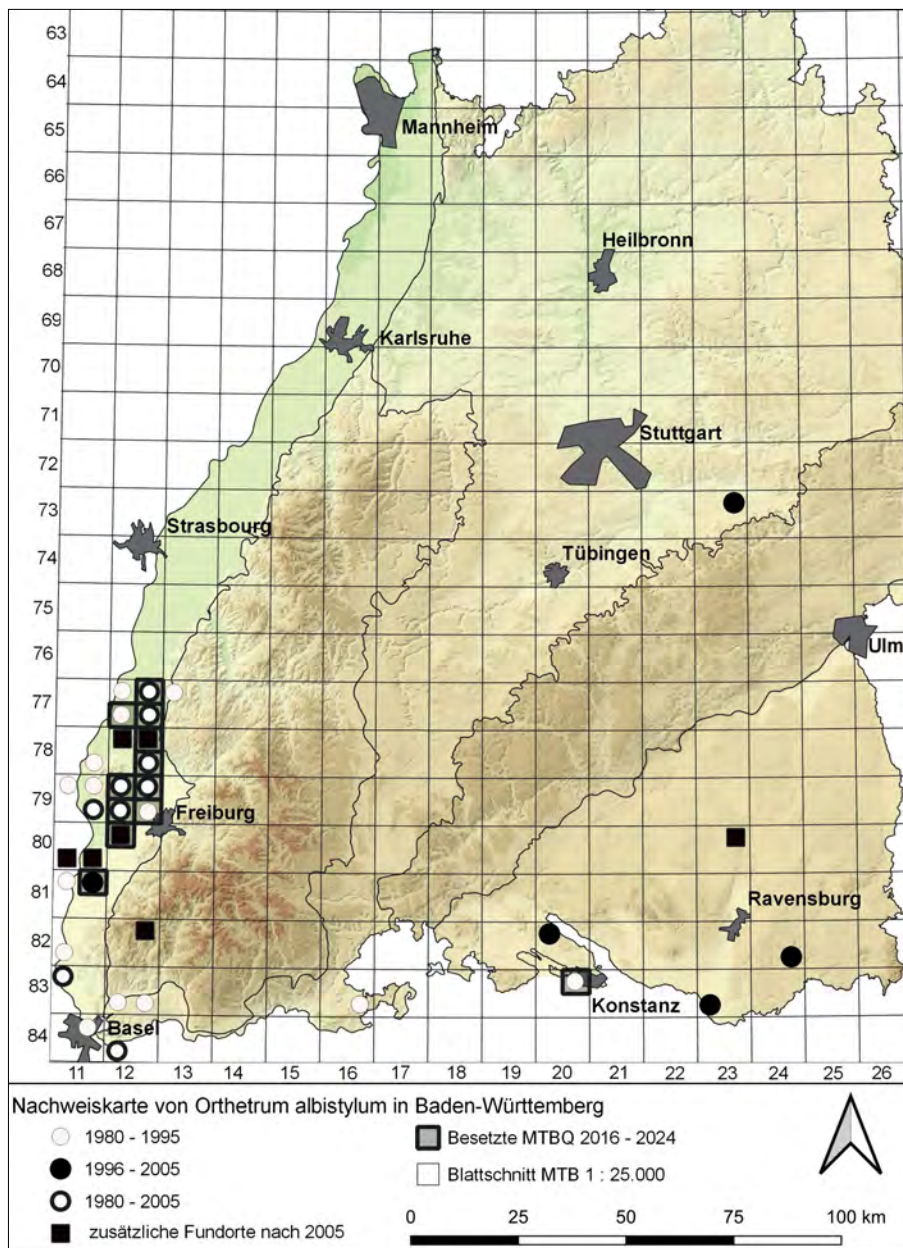 63
64
Mannheim
65
66
67
Heilbronn
68
69
Karlsruhe
70
71
Stuttgart
72
73
Strasbourg
74
Tübingen
75
Ulm
76
77
78
79
Freiburg
80
81
Ravensburg
82
83
Konstanz
Basel
84
11 12 13 14 15 16 17 18 19 20 21 22 23 24 25 26
Nachweiskarte von Orthetrum albistylum in Baden-Württemberg
1980 - 1995
1996 - 2005
1980 - 2005
zusätzliche Fundorte nach 2005
Besetzte MTBQ 2016 - 2024
Blattschnitt MTB 1 : 25.000
0 25 50 75 100 km